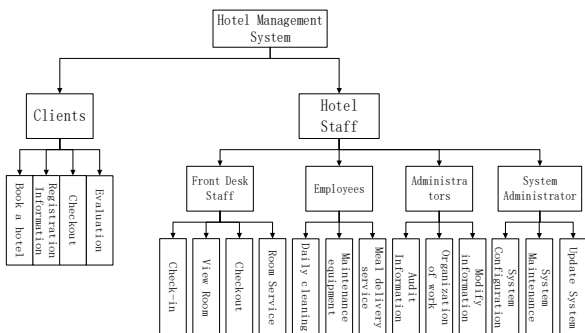 Hotel Management
System
Clients
Hotel
Staff
Front Desk
Staff
Employees
Administra
tors
System
Administrator
Book a hotel
Registration
Information
Checkout
Evaluation
Check-in
View Room
Checkout
Room Service
Daily cleaning
Maintenance
equipment
Meal delivery
service
Audit
Information
Organization
of work
Modify
information
System
Configuration
System
Maintenance
Update System